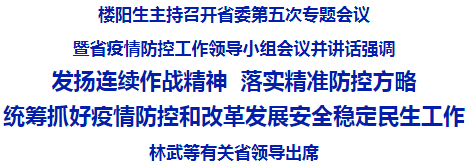 楼阳生主持召开省委第五次专题会议
暨省疫情防控工作领导小组会议并讲话强调
发扬连续作战精神 落实精准防控方略
统筹抓好疫情防控和改革发展安全稳定民生工作
林武等有关省领导出席